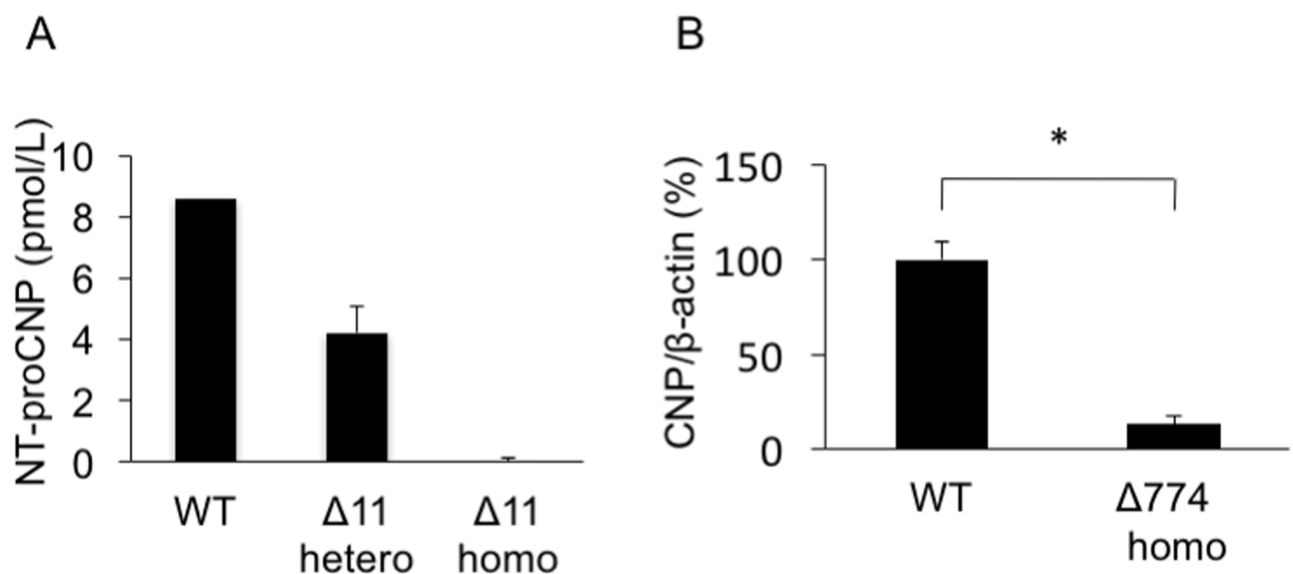 A
NT-proCNP (pmol/L)
10
8
6
4
2
0
WT
Δ11
hetero
Δ11
homo
B
*
CNP/β-actin (%)
150
100
50
0
WT
Δ774
homo